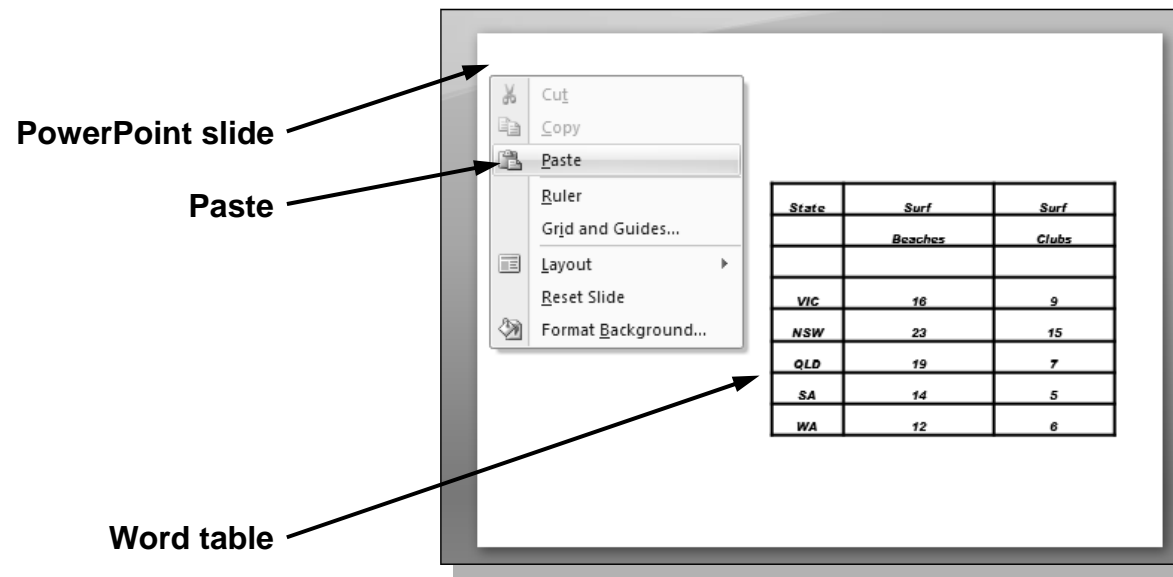 PowerPoint slide
Paste
Word table
Cut
Copy
Paste
Ruler
Grid and Guides...
Layout
Reset Slide
Format Background...
State Surf Surf
Beaches Clubs
VIC 16 9
NSW 23 15
QLD 19 7
SA 14 5
WA 12 6